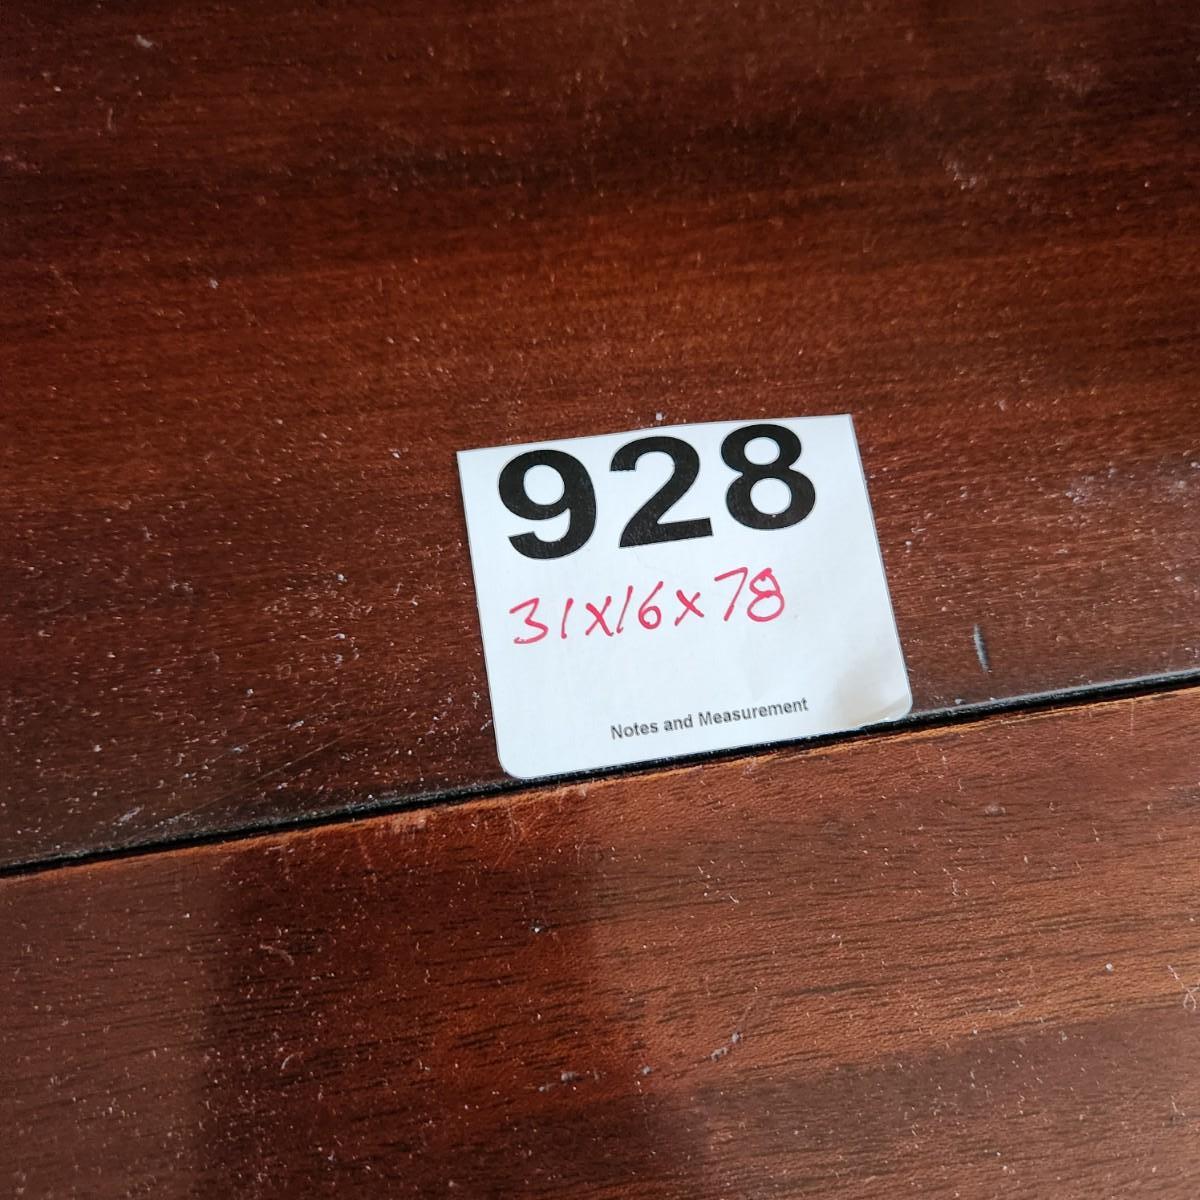 928
31x16x78
Notes and Measurement